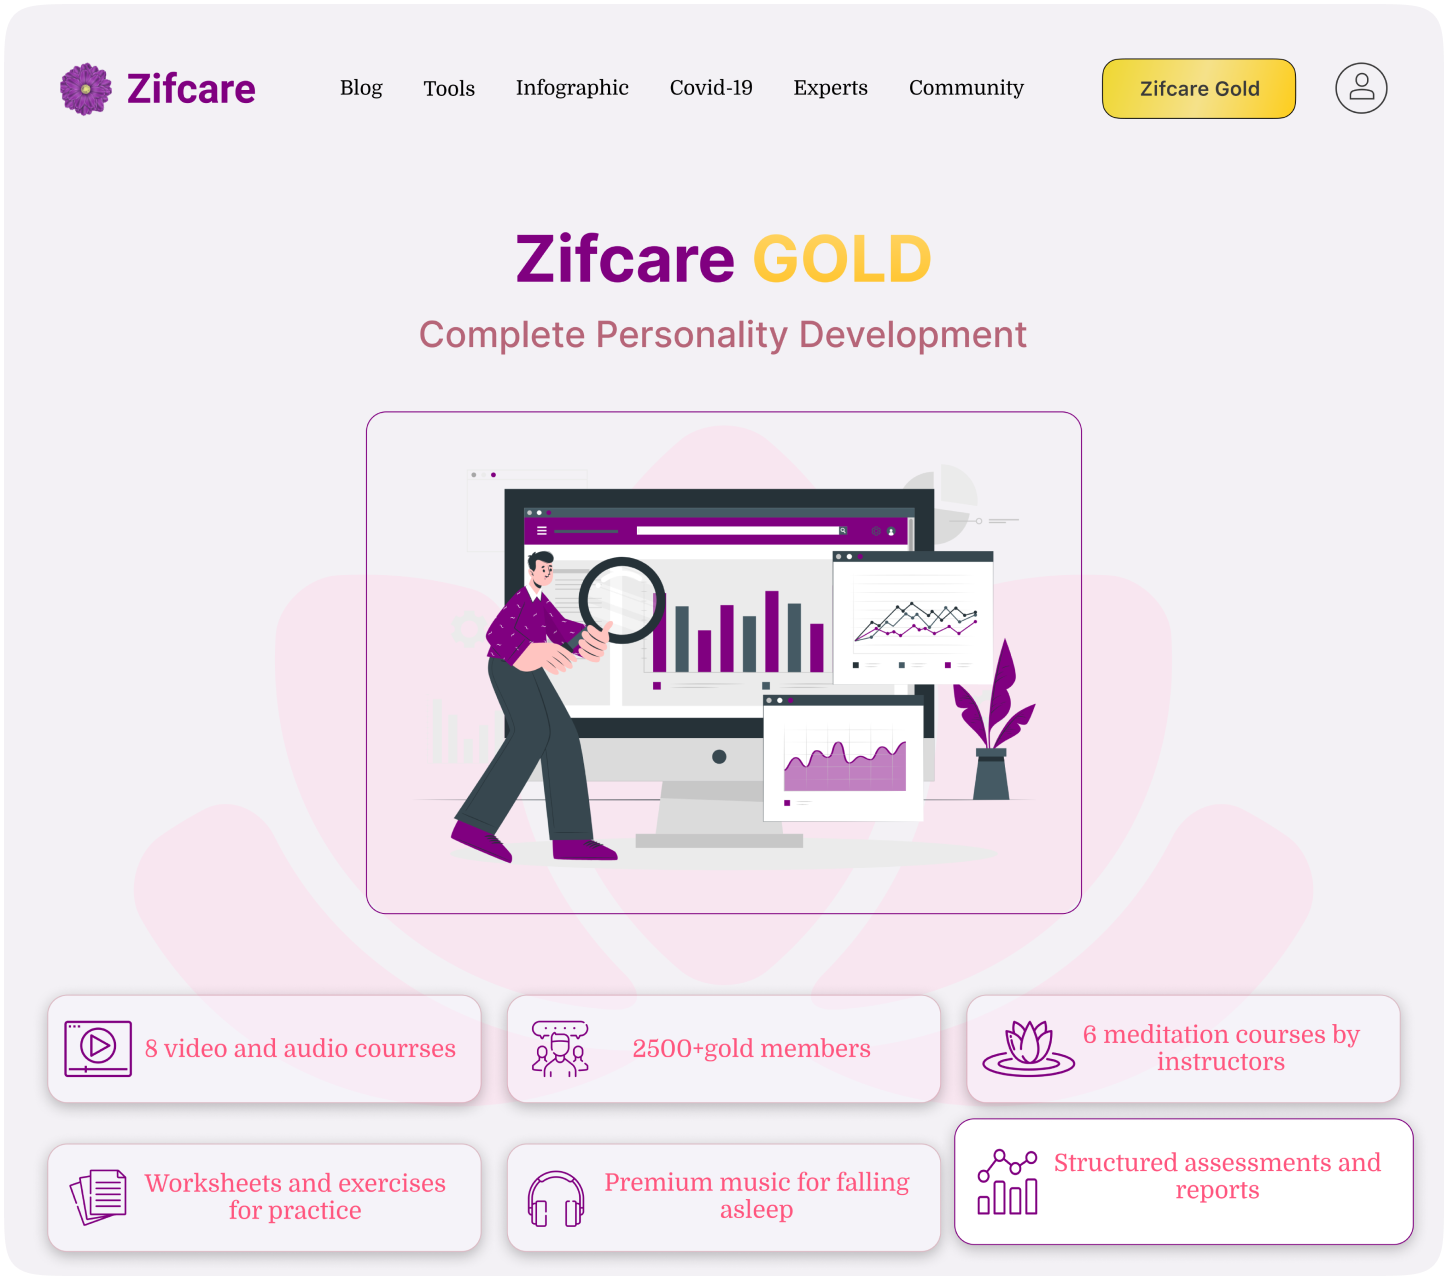 Zifcare
Blog
Tools
Infographic
Covid-19
Experts
Community
Zifcare Gold
Zifcare GOLD
Complete Personality Development
8 video and audio courrses
2500+gold members
6 meditation courses by
instructors
Worksheets and exercises
for practice
Premium music for falling
asleep
Structured assessments and
reports